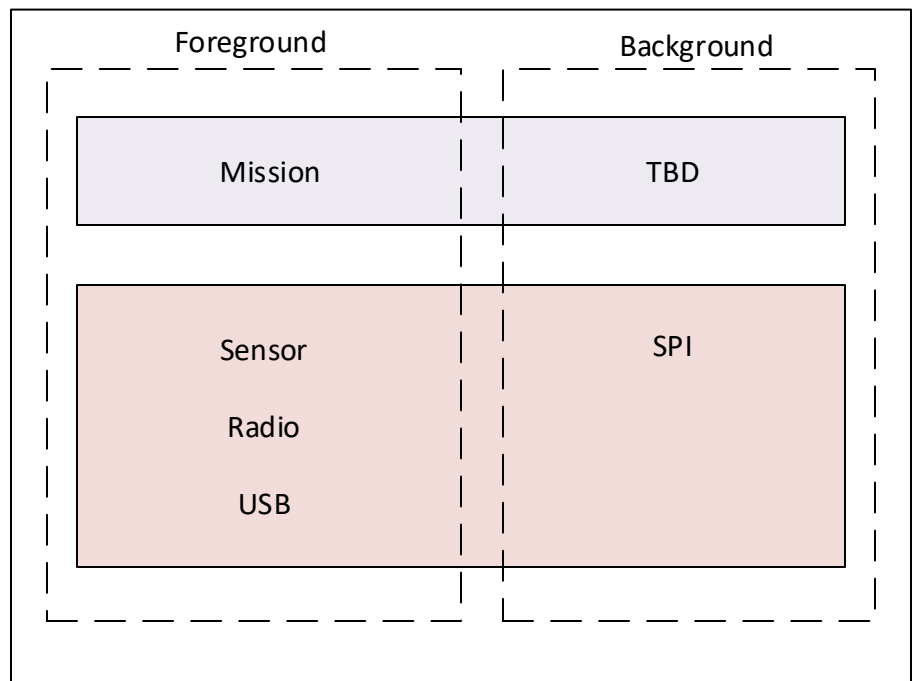 Foreground
Background
Mission
TBD
Sensor
SPI
Radio
USB